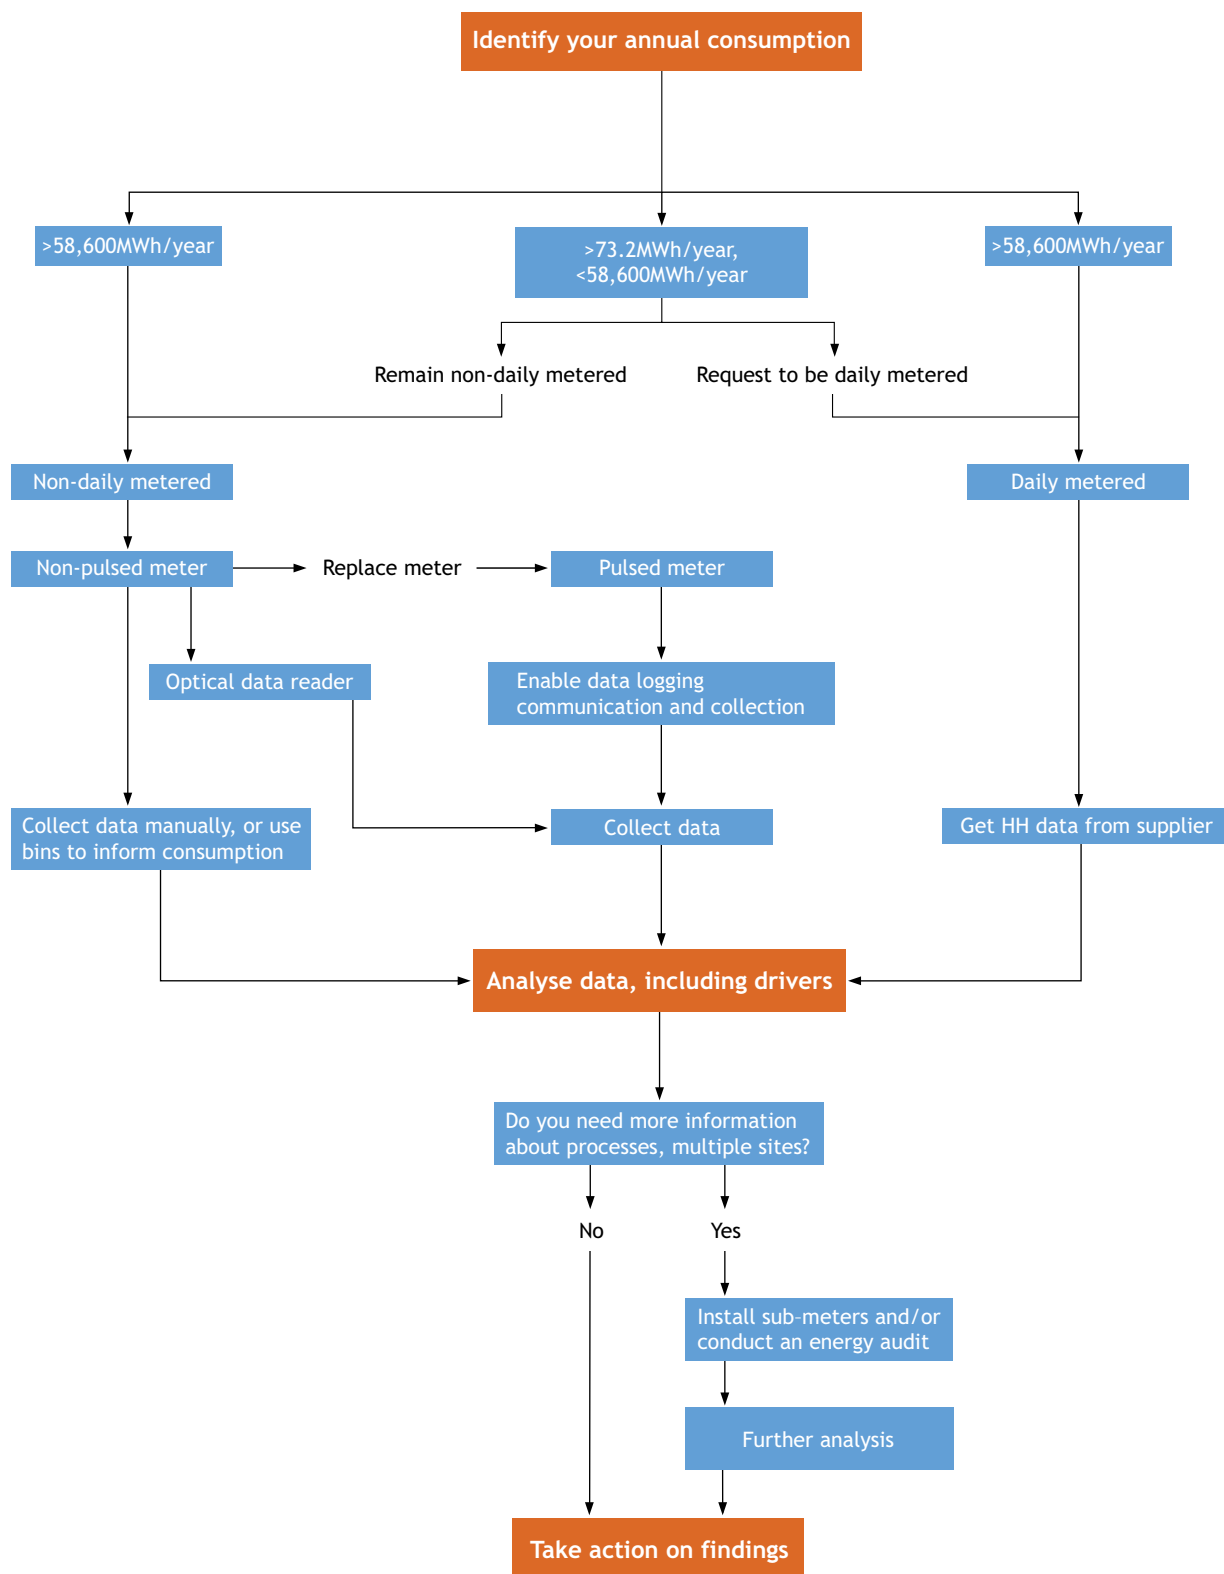 Identify your annual consumption
>58,600MWh/year
>73.2MWh/year,
<58,600MWh/year
>58,600MWh/year
Remain non-daily metered
Request to be daily metered
Non-daily metered
Daily metered
Non-pulsed meter
Replace meter
Pulsed meter
Optical data reader
Enable data logging
communication and collection
Collect data manually, or use
bins to inform consumption
Collect data
Get HH data from supplier
Analyse data, including drivers
Do you need more information
about processes, multiple sites?
No
Yes
Install sub-meters and/or
conduct an energy audit
Further analysis
Take action on findings